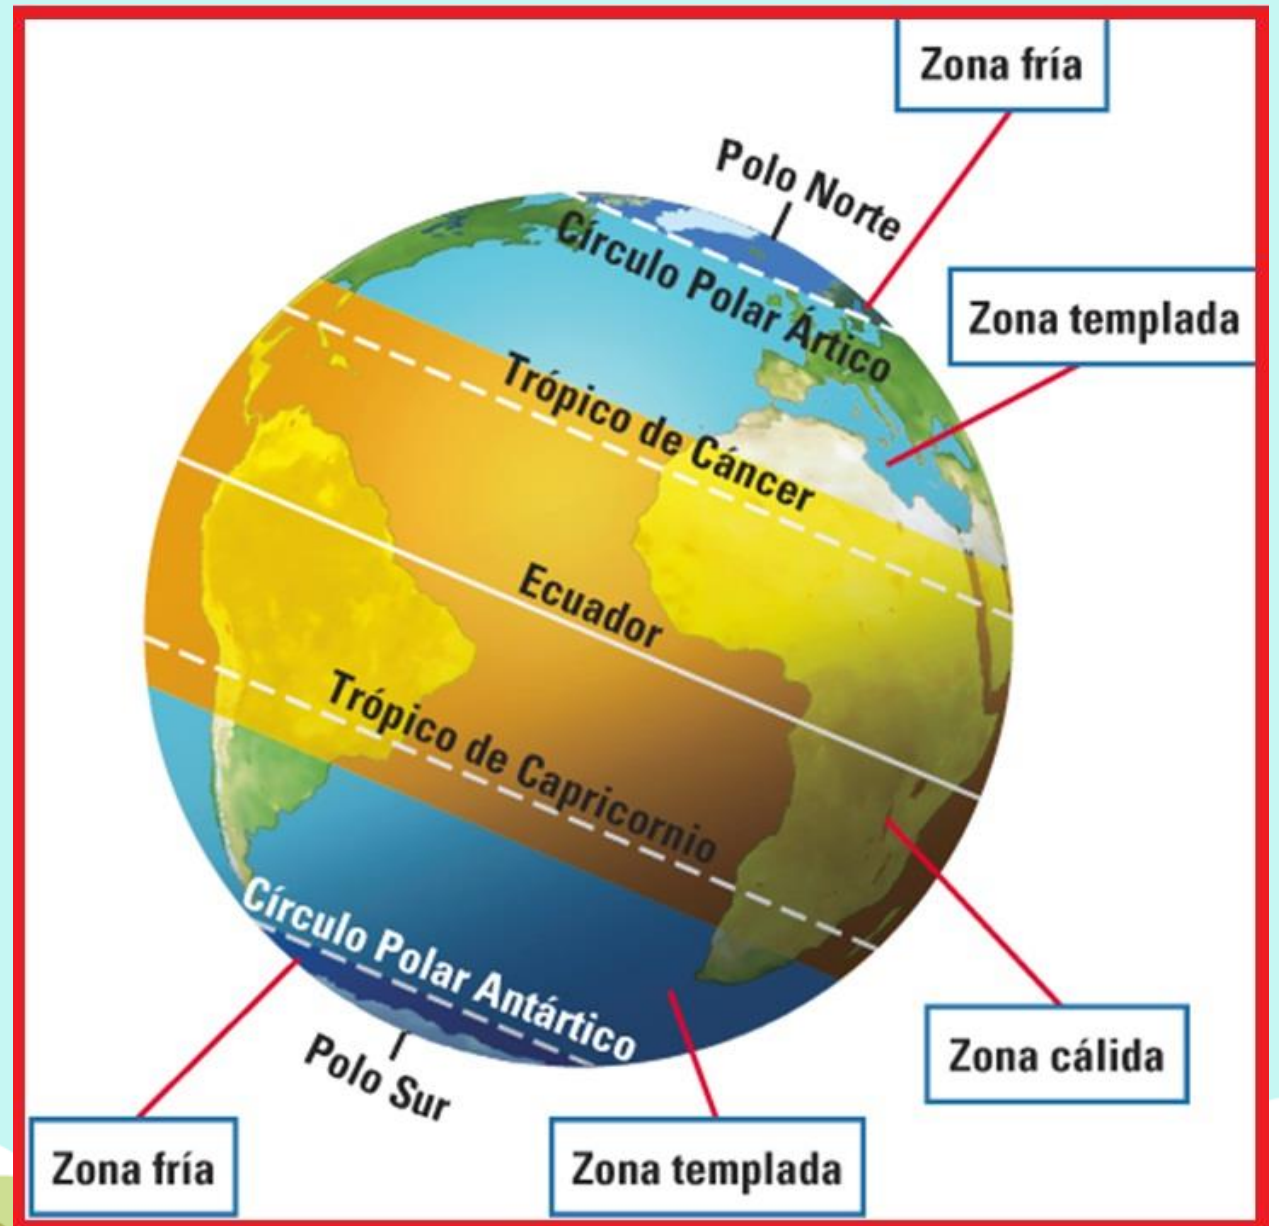 Zona fría
Polo Norte
Círculo Polar Ártico
Zona templada
Trópico de Cáncer
Ecuador
Trópico de Capricornio
Círculo Polar Antártico
Polo Sur
Zona cálida
Zona fría
Zona templada